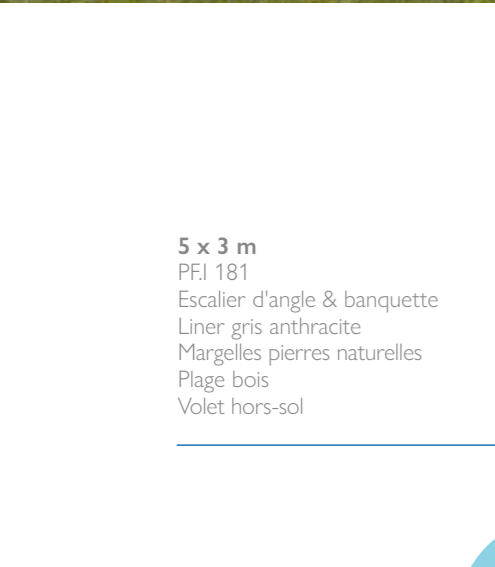 5 x 3 m
PF.I 181
Escalier d'angle & banquette
Liner gris anthracite
Margelles pierres naturelles
Plage bois
Volet hors-sol